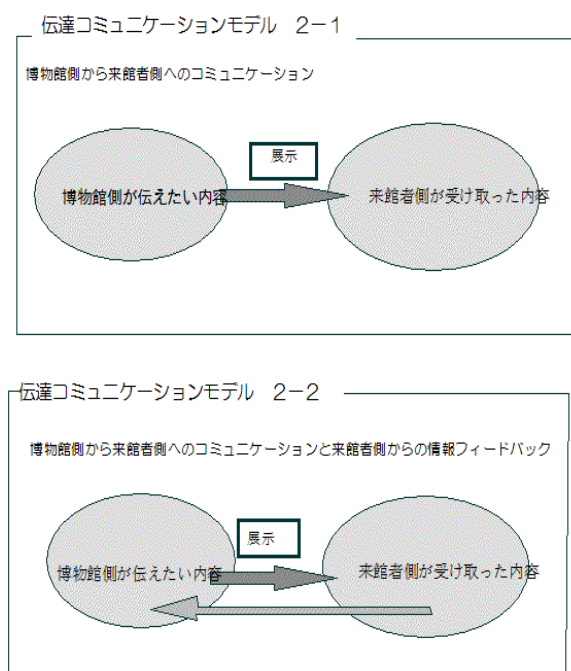 伝達コミュニケーションモデル　２－１
博物館側から来館者側へのコミュニケーション
展示
博物館側が伝えたい内容
来館者側が受け取った内容
伝達コミュニケーションモデル　２－２
博物館側から来館者側へのコミュニケーションと来館者側からの情報フィードバック
展示
博物館側が伝えたい内容
来館者側が受け取った内容